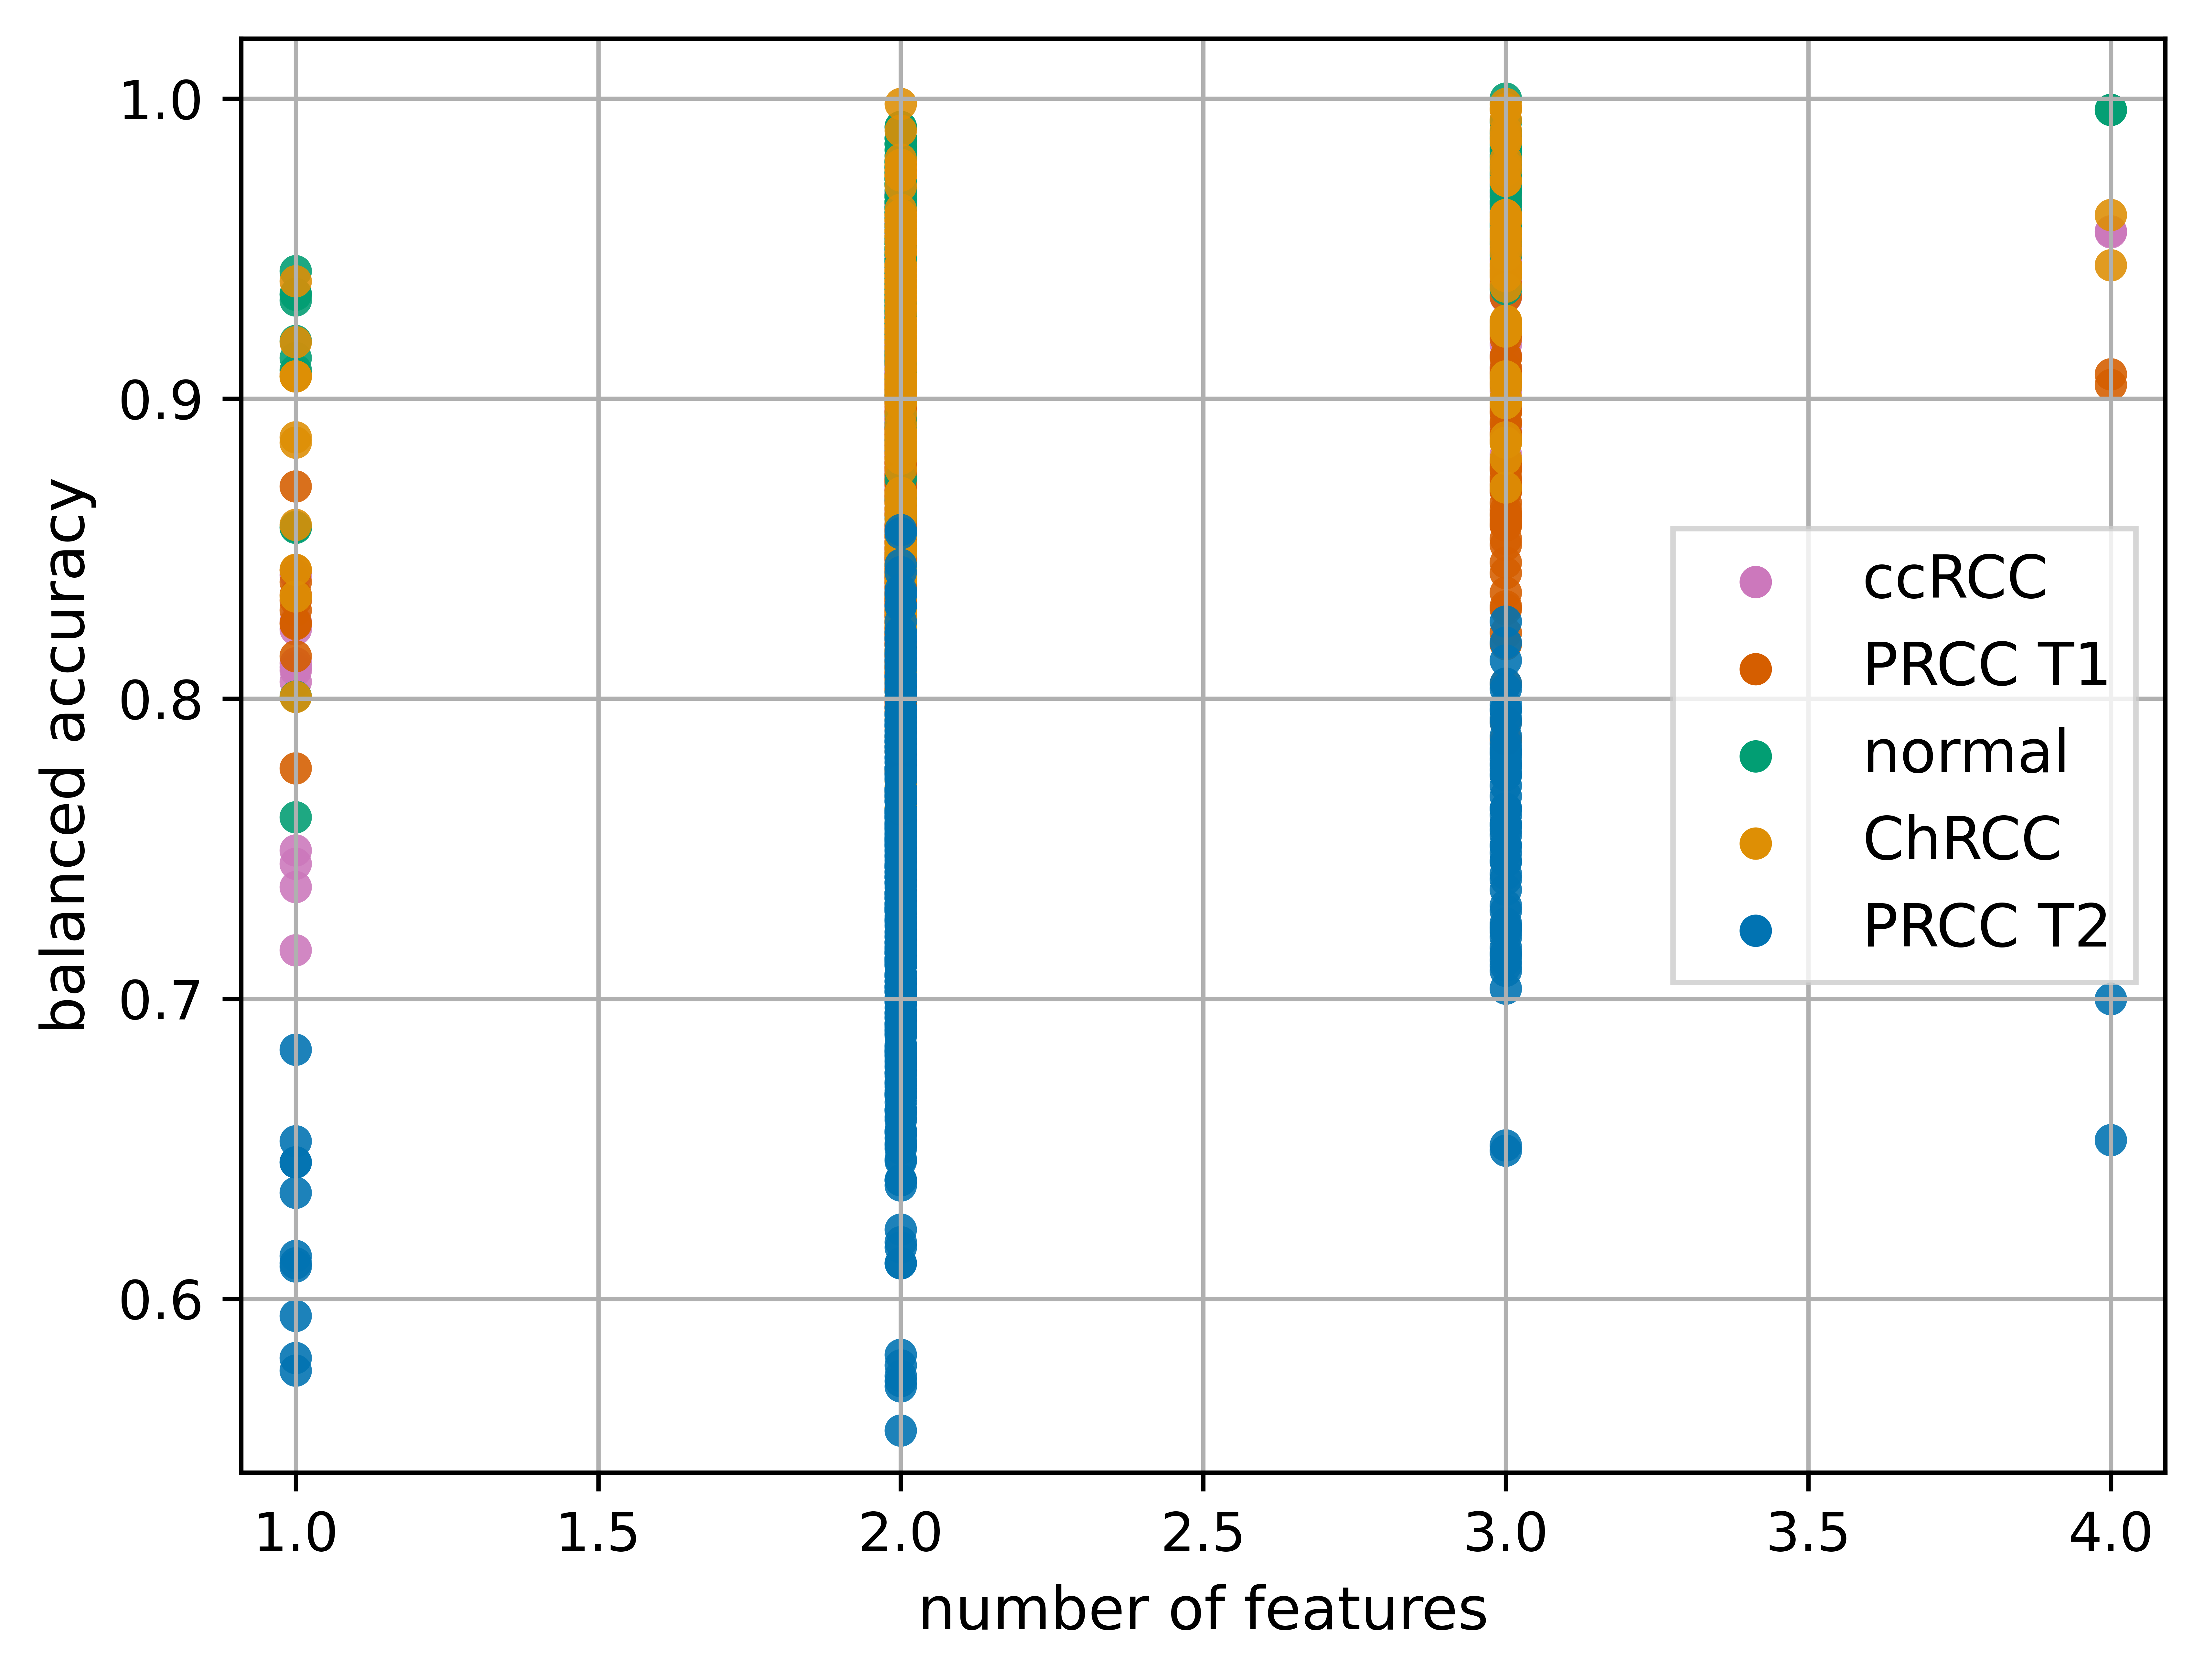 1.0
0.9
0.8
0.7
0.6
balanced accuracy
ccRCC
PRCC T1
normal
ChRCC
PRCC T2
1.0 1.5 2.0 2.5 3.0 3.5 4.0
number of features